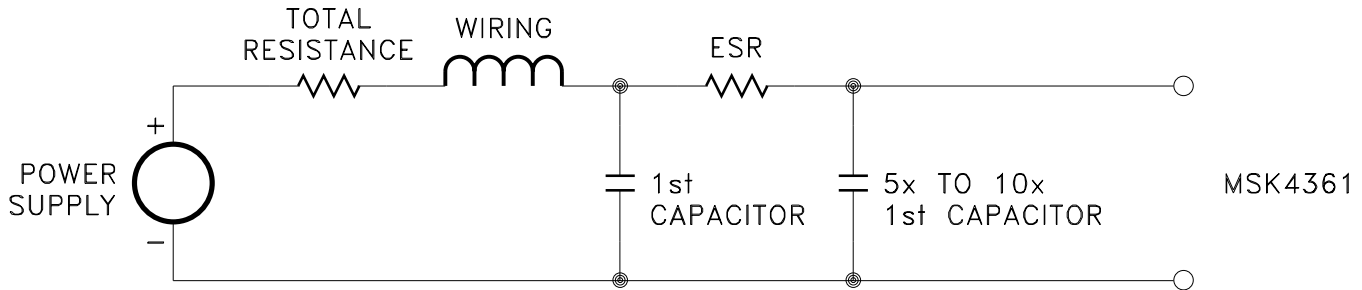 TOTAL
RESISTANCE
WIRING
ESR
+
POWER
SUPPLY
−
1st
CAPACITOR
5x TO 10x
1st CAPACITOR
MSK4361